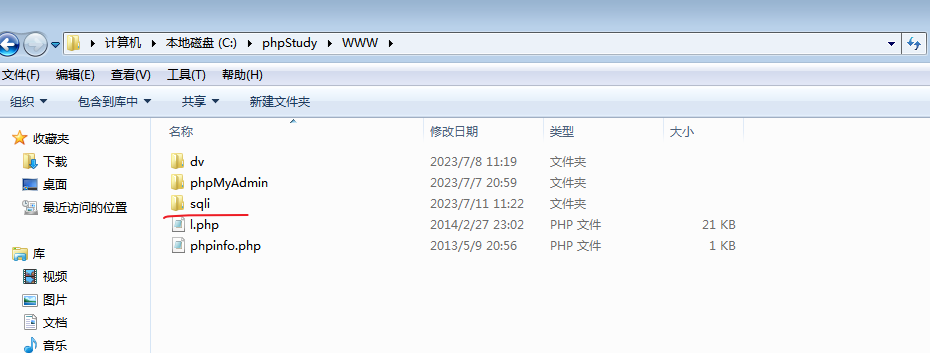 计算机 本地磁盘 (C:) phpStudy WWW
文件(F) 编辑(E) 查看(V) 工具(T) 帮助(H)
组织 包含到库中 共享 新建文件夹
收藏夹
下载
桌面
最近访问的位置
库
视频
图片
文档
音乐
名称 修改日期 类型 大小
dv 2023/7/8 11:19 文件夹
phpMyAdmin 2023/7/7 20:59 文件夹
sqli 2023/7/11 11:22 文件夹
l.php 2014/2/27 23:02 PHP 文件 21 KB
phpinfo.php 2013/5/9 20:56 PHP 文件 1 KB